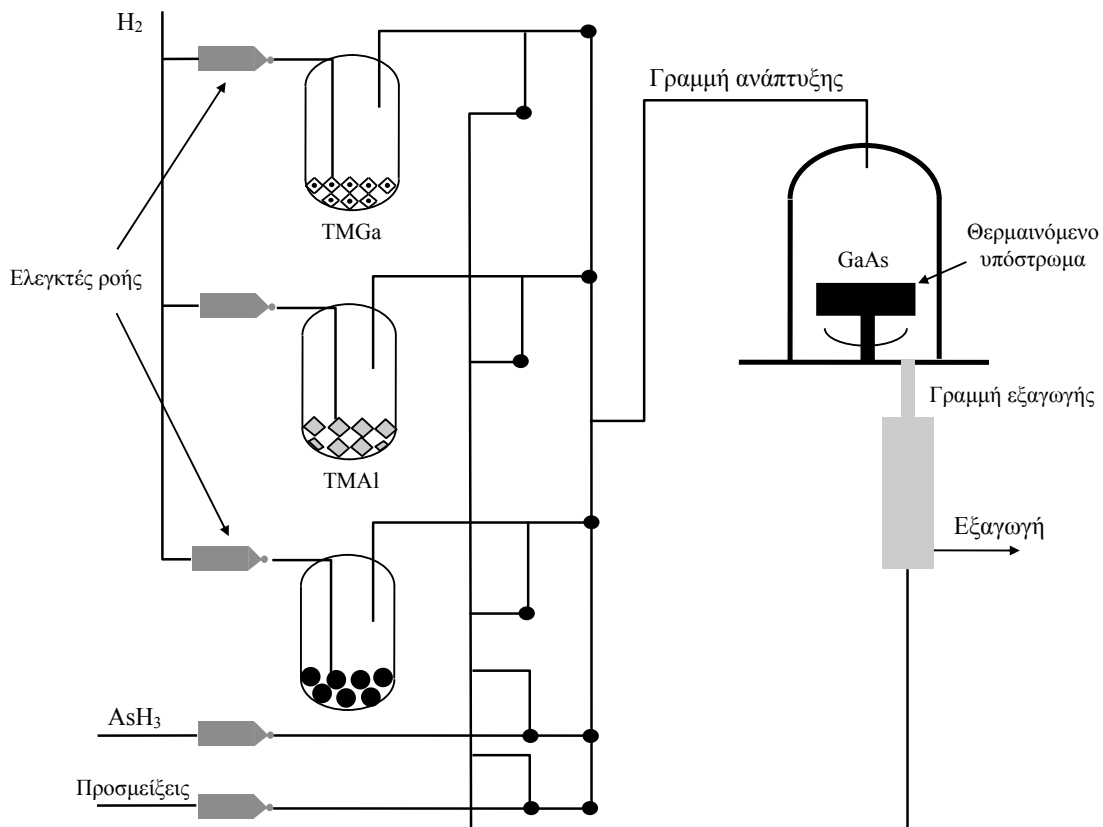 H₂
Γραμμή ανάπτυξης
TMGa
Θερμαινόμενο
υπόστρωμα
GaAs
Ελεγκτές ροής
Γραμμή εξαγωγής
TMAl
Εξαγωγή
AsH₃
Προσμείξεις